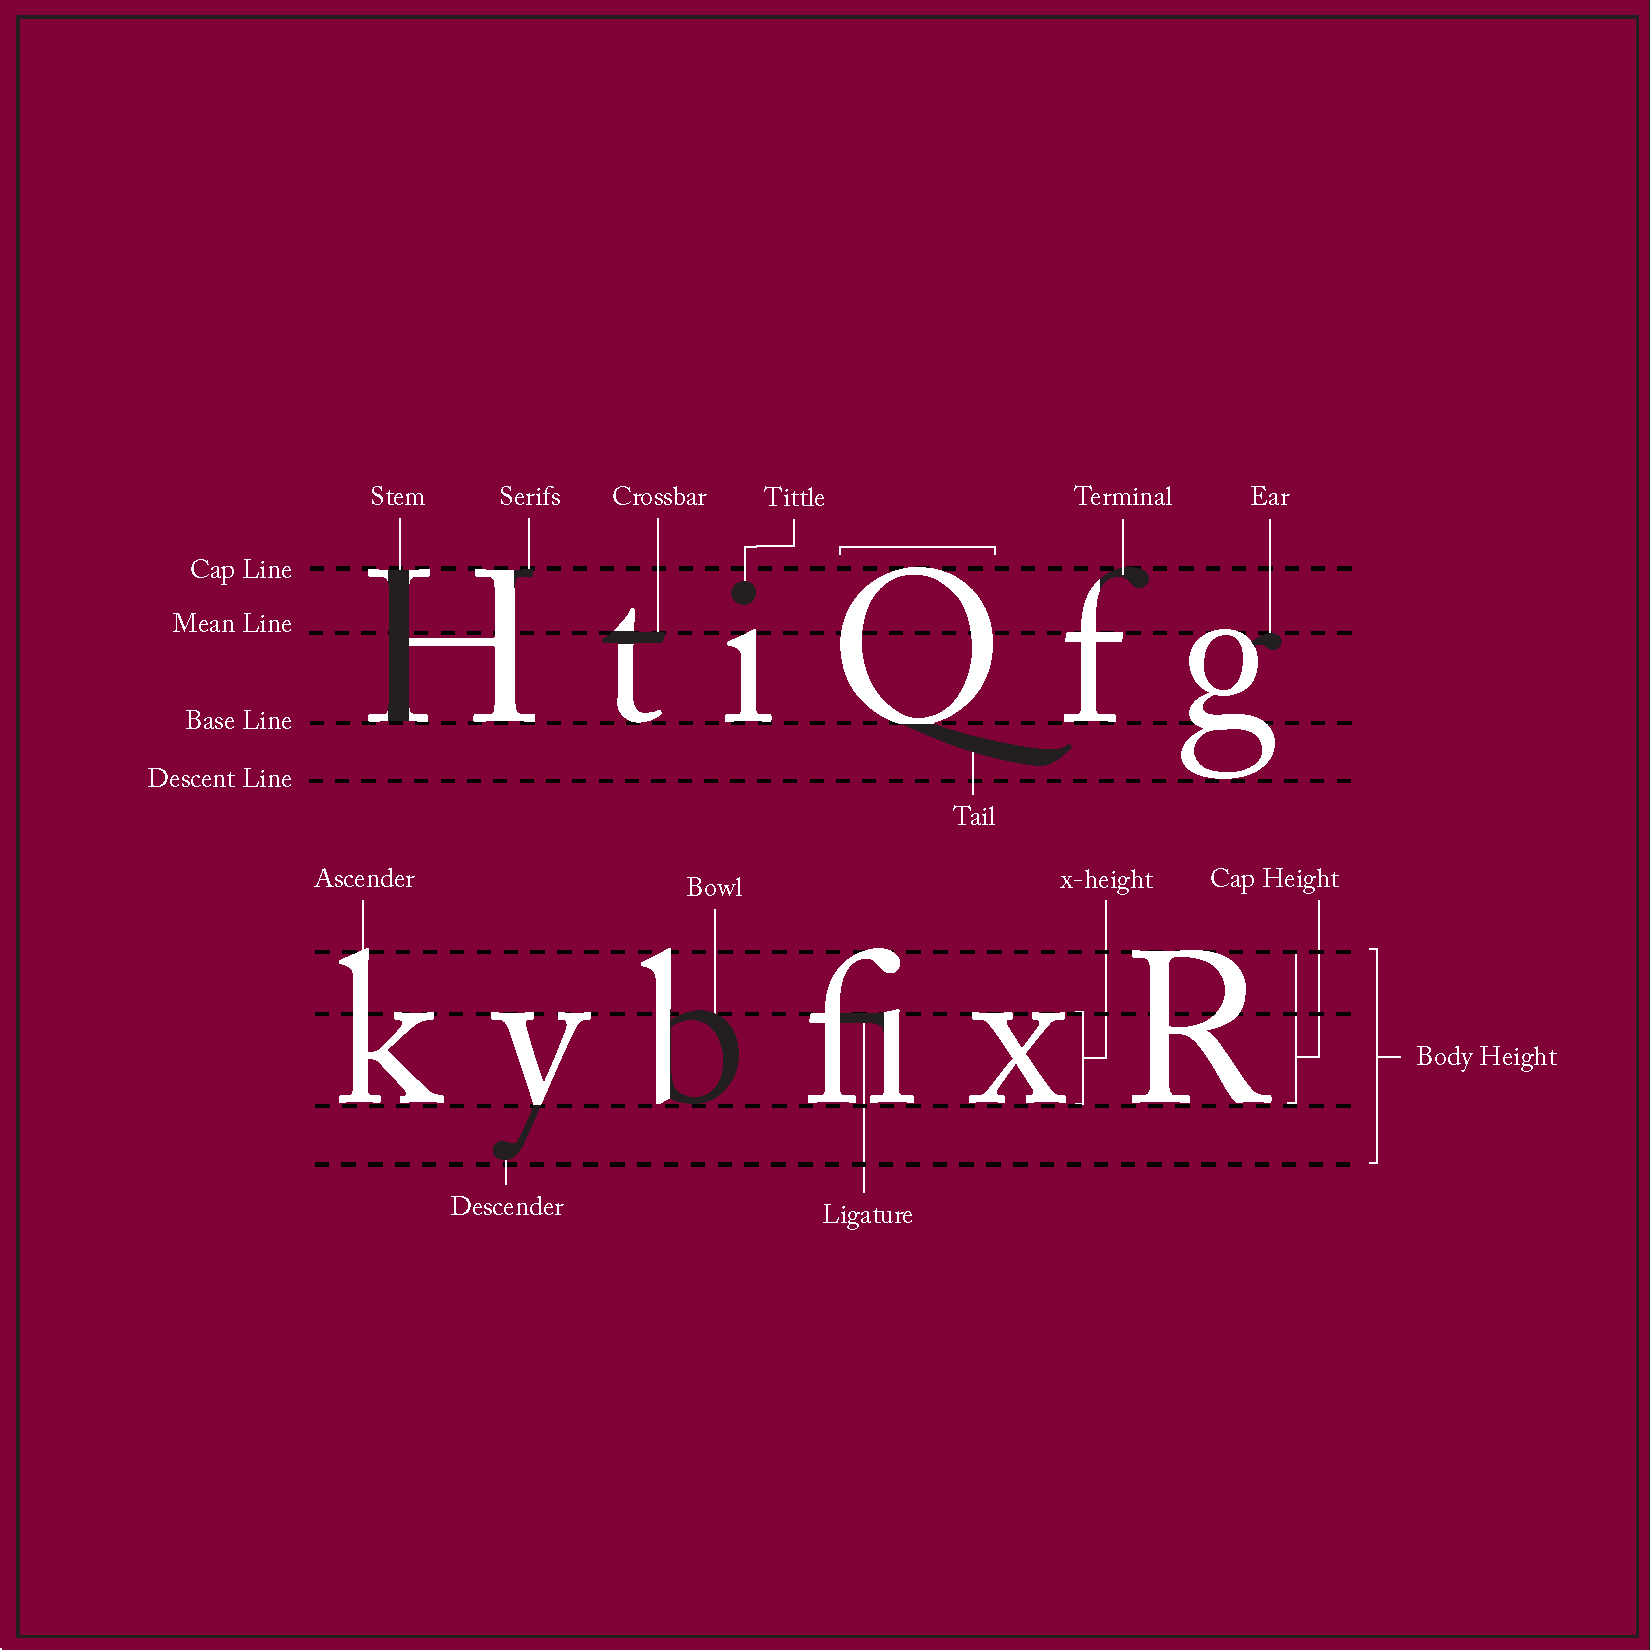 Stem Serifs Crossbar Tittle Terminal Ear
Cap Line
Mean Line
Base Line
Descent Line
H t i Q f g
Tail
Ascender Bowl x-height Cap Height
k y b fi x R
Body Height
Descender Ligature